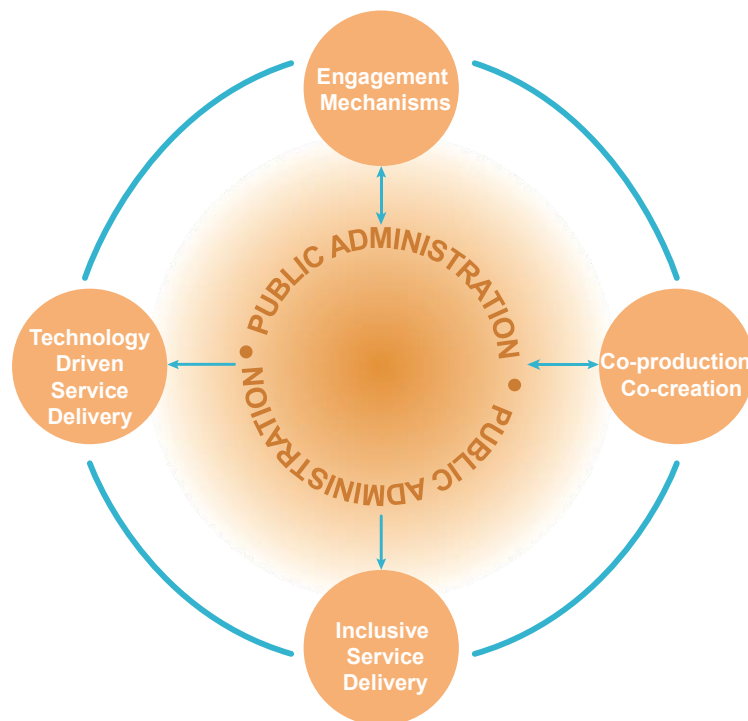 Engagement
Mechanisms
• PUBLIC ADMINISTRATION • PUBLIC ADMINISTRATION
Technology
Driven
Service
Delivery
Co-production
Co-creation
Inclusive
Service
Delivery